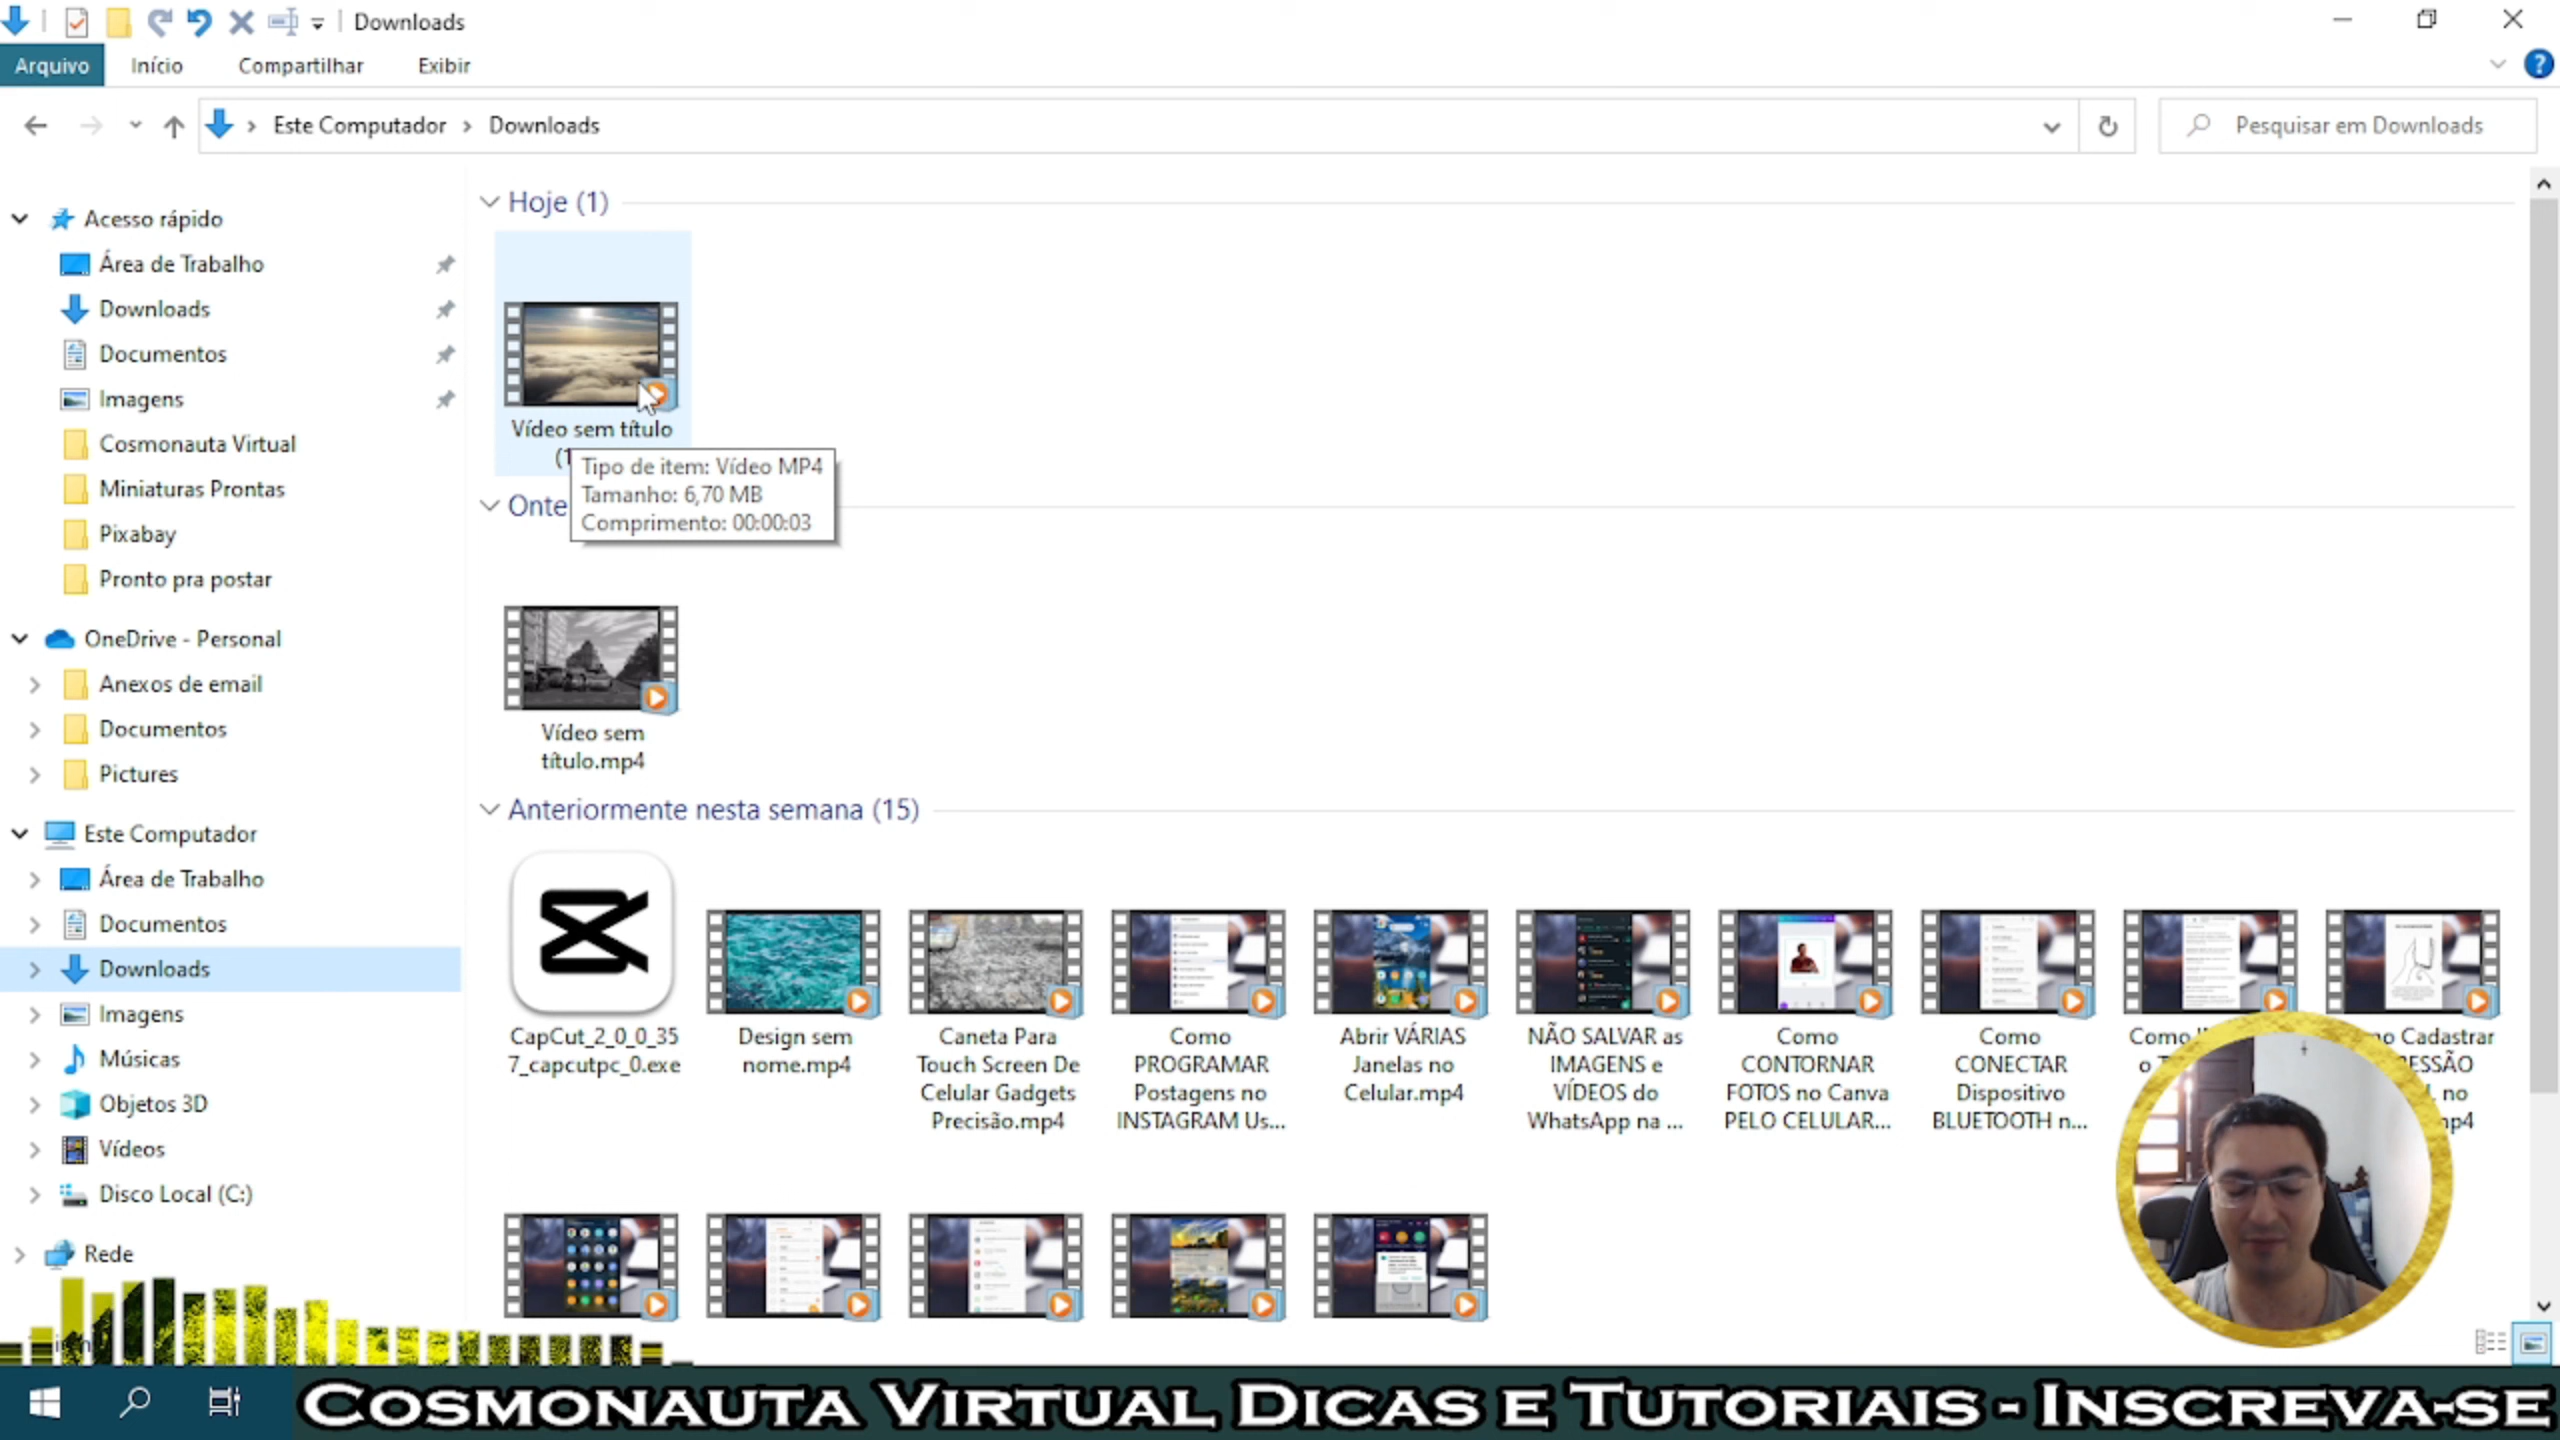 Downloads
Arquivo Início Compartilhar Exibir
Este Computador › Downloads
Pesquisar em Downloads
Acesso rápido
Área de Trabalho
Downloads
Documentos
Imagens
Cosmonauta Virtual
Miniaturas Prontas
Pixabay
Pronto pra postar
OneDrive - Personal
Anexos de email
Documentos
Pictures
Este Computador
Área de Trabalho
Documentos
Downloads
Imagens
Músicas
Objetos 3D
Vídeos
Disco Local (C:)
Rede
Hoje (1)
Vídeo sem título
Tipo de item: Vídeo MP4
Tamanho: 6,70 MB
Comprimento: 00:00:03
Vídeo sem
título.mp4
Anteriormente nesta semana (15)
CapCut_2_0_0_35
7_capcutpc_0.exe
Design sem
nome.mp4
Caneta Para
Touch Screen De
Celular Gadgets
Precisão.mp4
Como
PROGRAMAR
Postagens no
INSTAGRAM Us...
Abrir VÁRIAS
Janelas no
Celular.mp4
NÃO SALVAR as
IMAGENS e
VÍDEOS do
WhatsApp na ...
Como
CONTORNAR
FOTOS no Canva
PELO CELULAR...
Como
CONECTAR
Dispositivo
BLUETOOTH n...
Cadastrar
no
Cosmonauta Virtual Dicas e Tutoriais - Inscreva-se